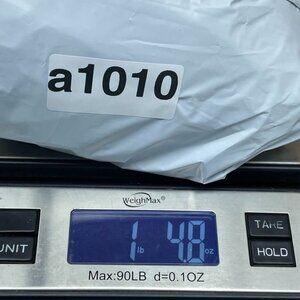 a1010
WeighMax®
UNIT
1 lb 4.8 oz
TARE
HOLD
Max:90LB d=0.1OZ